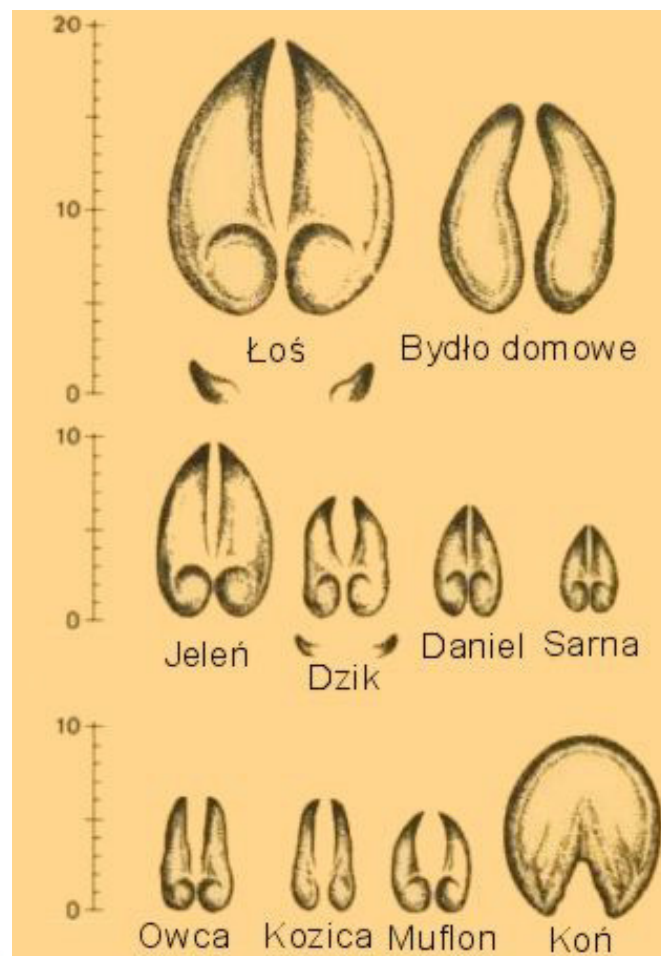 20
10
0
Łoś
Bydło domowe
10
0
Jeleń
Dzik
Daniel
Sarna
10
0
Owca
Kozica
Muflon
Koń